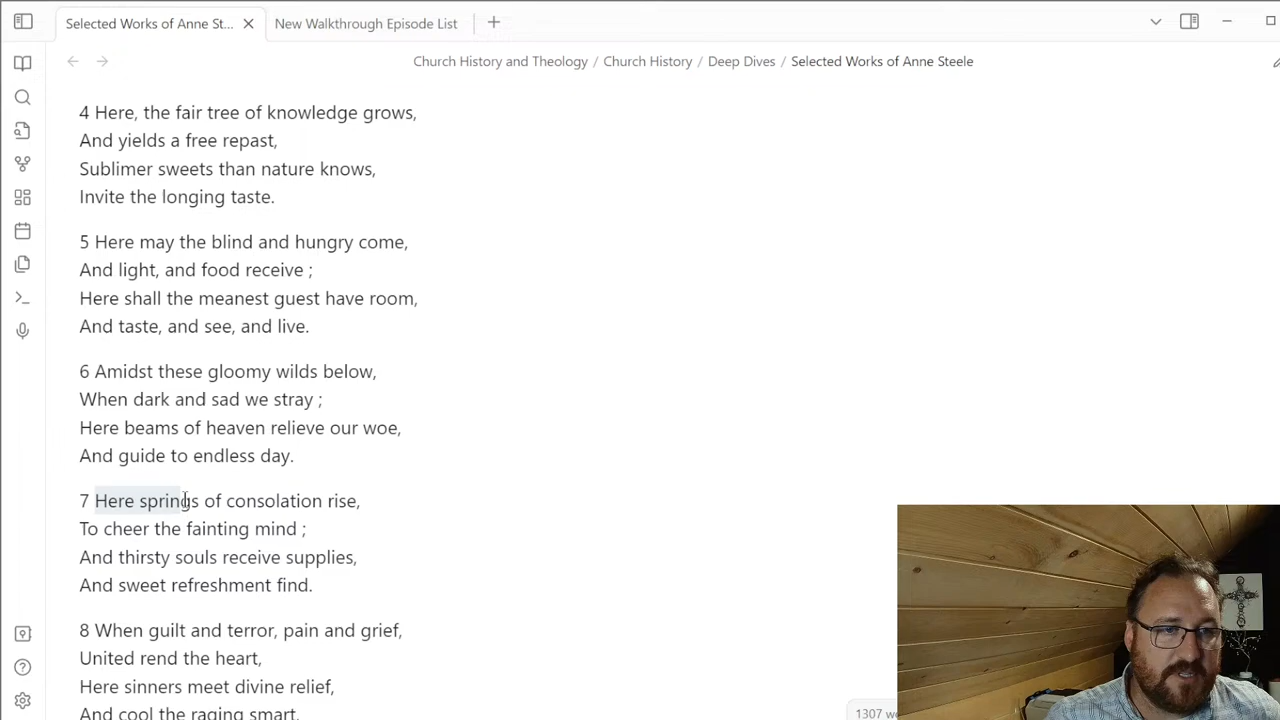 Selected Works of Anne St...
New Walkthrough Episode List
Church History and Theology / Church History / Deep Dives / Selected Works of Anne Steele
4 Here, the fair tree of knowledge grows,
And yields a free repast,
Sublimer sweets than nature knows,
Invite the longing taste.
5 Here may the blind and hungry come,
And light, and food receive ;
Here shall the meanest guest have room,
And taste, and see, and live.
6 Amidst these gloomy wilds below,
When dark and sad we stray ;
Here beams of heaven relieve our woe,
And guide to endless day.
7 Here springs of consolation rise,
To cheer the fainting mind ;
And thirsty souls receive supplies,
And sweet refreshment find.
8 When guilt and terror, pain and grief,
United rend the heart,
Here sinners meet divine relief,
And cool the raging smart.
1307